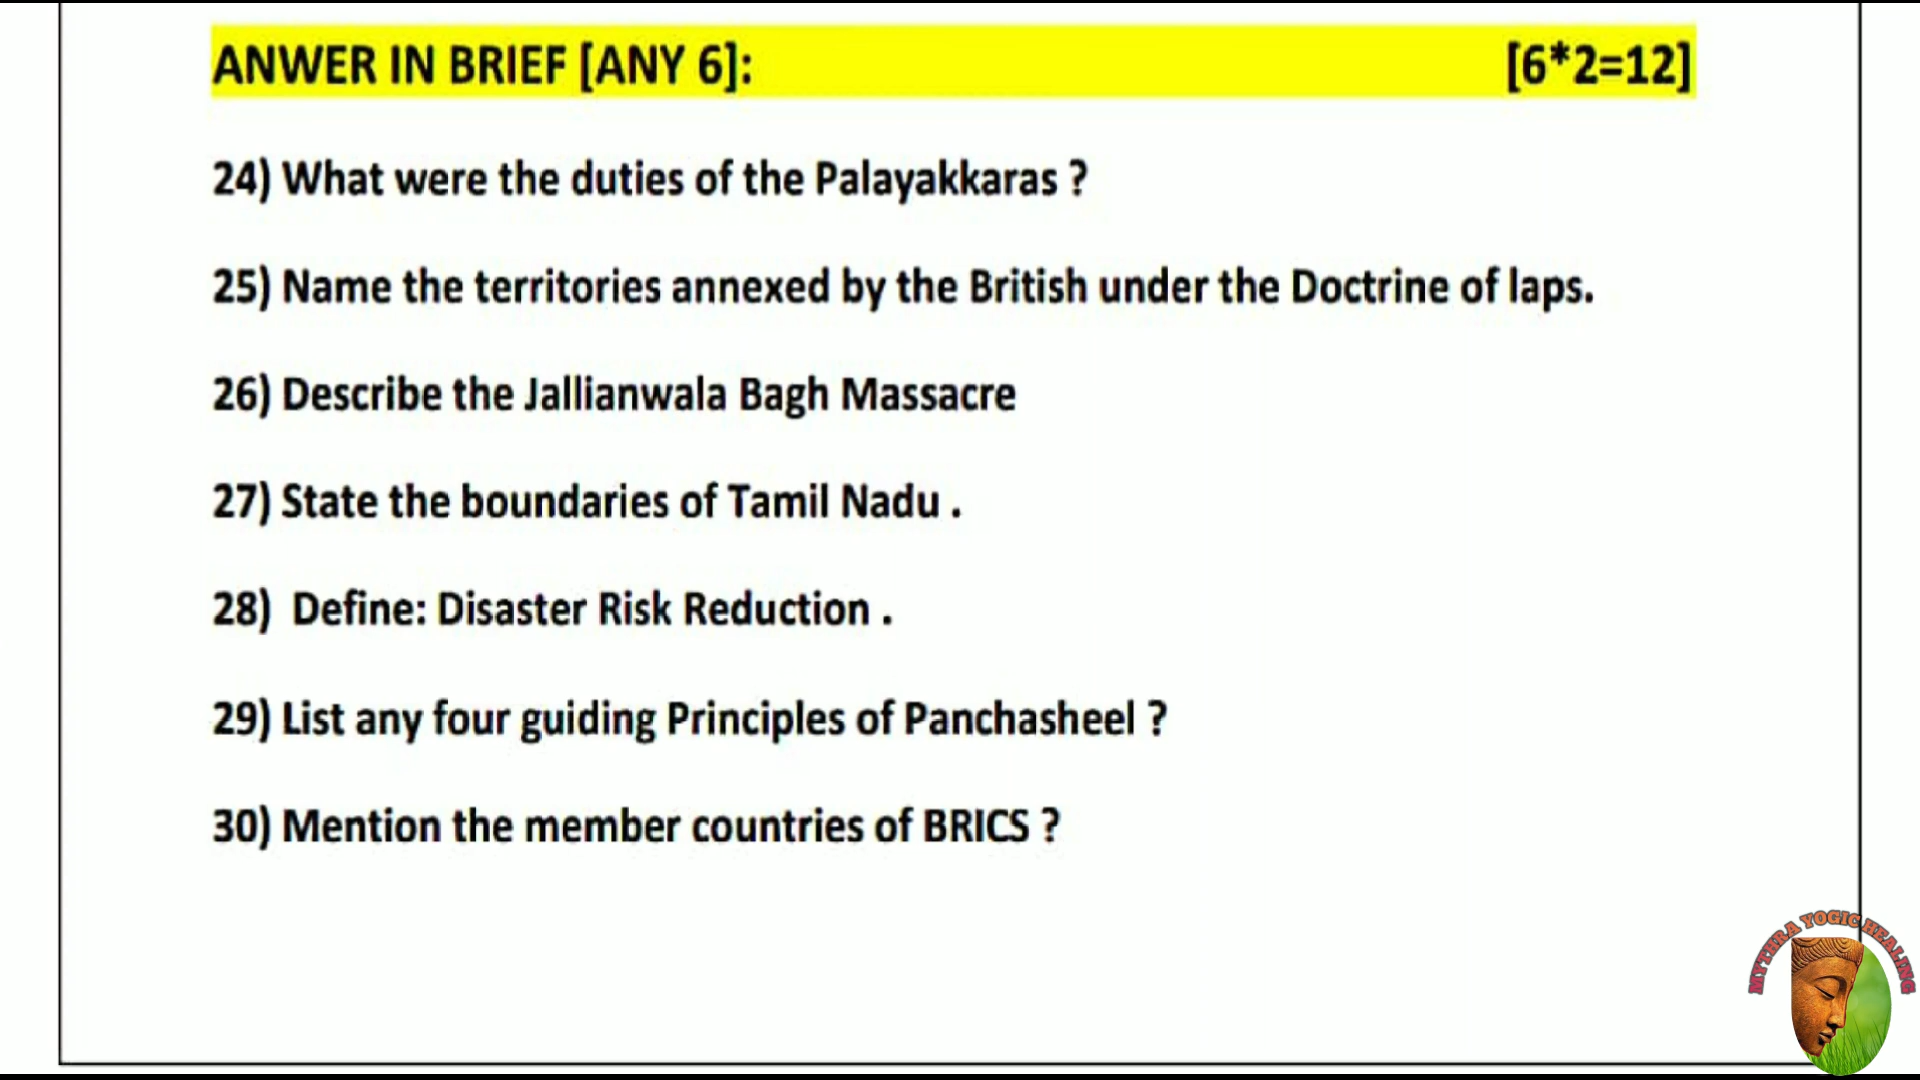 ANWER IN BRIEF [ANY 6]: [6*2=12]
24) What were the duties of the Palayakkaras ?
25) Name the territories annexed by the British under the Doctrine of laps.
26) Describe the Jallianwala Bagh Massacre
27) State the boundaries of Tamil Nadu .
28) Define: Disaster Risk Reduction .
29) List any four guiding Principles of Panchasheel ?
30) Mention the member countries of BRICS ?
MYTHRA YOGIC HEALING